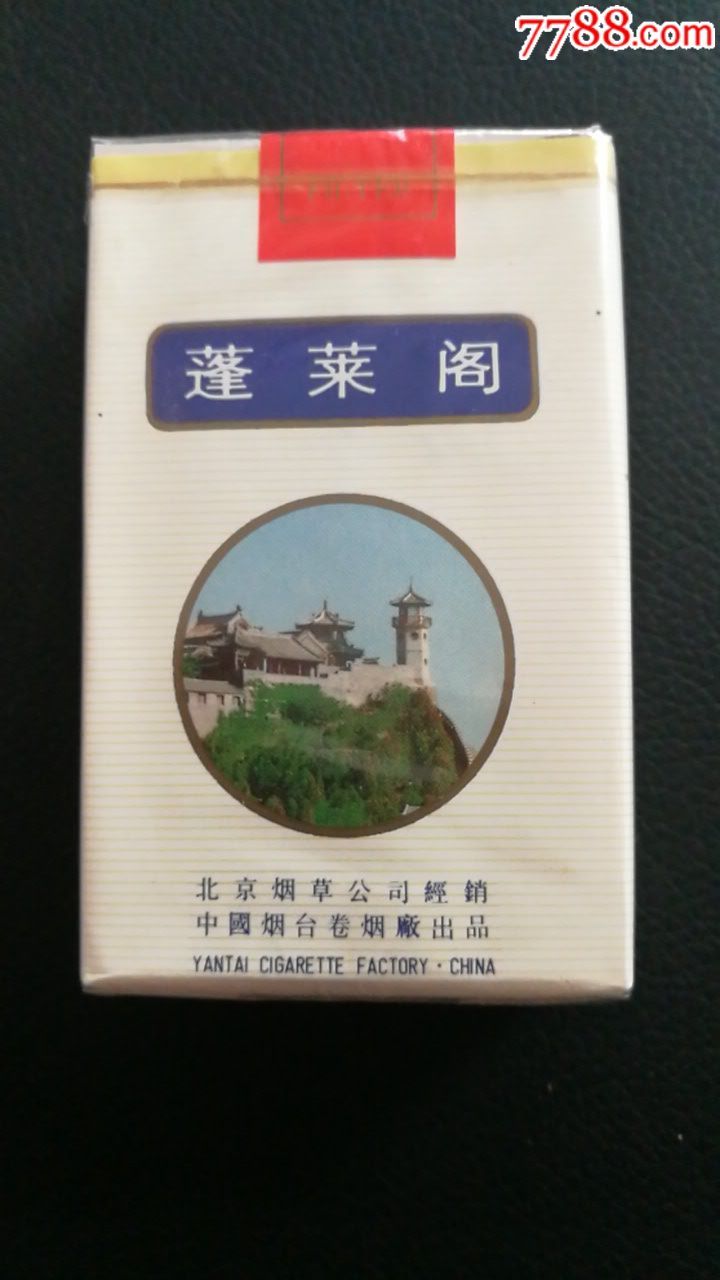 7788.com
蓬莱阁
北京烟草公司經銷
中國烟台卷烟廠出品
YANTAI CIGARETTE FACTORY · CHINA